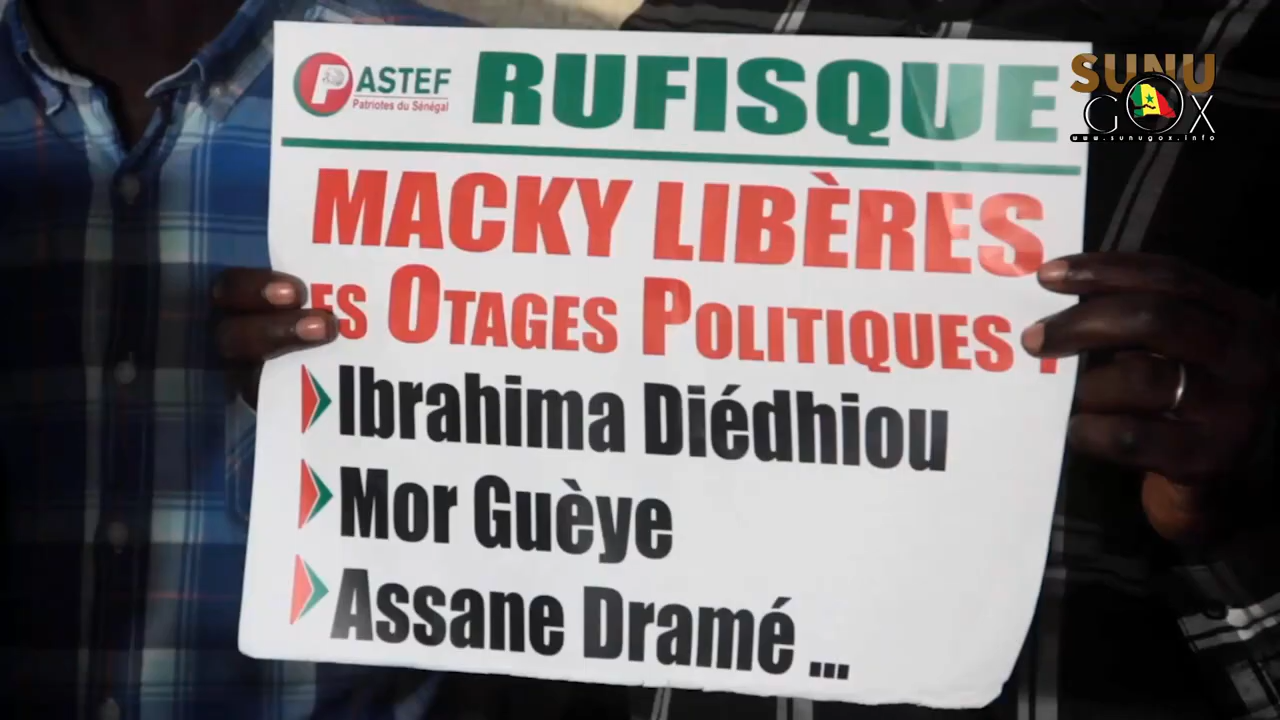 PASTEF
Patriotes du Sénégal
RUFISQUE
SUNU
GOX
www.sunugox.info
MACKY LIBÈRES
OTAGES POLITIQUES
Ibrahima Diédhiou
Mor Guèye
Assane Dramé ...